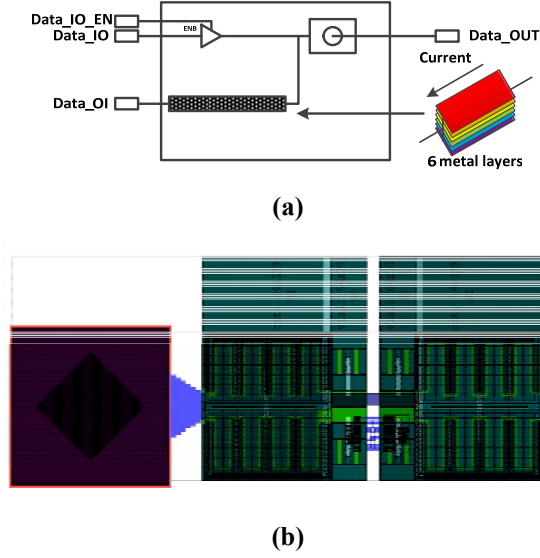 Data_IO_EN
ENB
Data_IO
Data_OUT
Current
Data_OI
6 metal layers
(a)
(b)